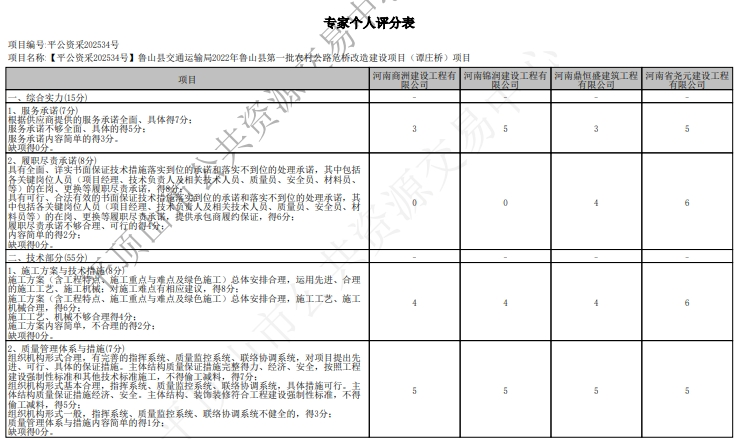 专家个人评分表
项目编号:平公资采202534号
项目名称:【平公资采202534号】鲁山县交通运输局2022年鲁山县第一批农村公路危桥改造建设项目（谭庄桥）项目
项目 河南商洲建设工程有限公司 河南锦润建设工程有限公司 河南鼎恒盛建筑工程有限公司 河南省尧元建设工程有限公司
一、综合实力(15分) - - - -
1、服务承诺(7分)
根据供应商提供的服务承诺全面、具体得7分；
服务承诺不够全面、具体的得5分；
服务承诺内容简单的得3分。
缺项得0分。
3 5 3 5
2、履职尽责承诺(8分)
具有全面、详实书面保证技术措施落实到位的承诺和落实不到位的处理承诺，其中包括
各关键岗位人员（项目经理、技术负责人及相关技术人员、质量员、安全员、材料员、
等）的在岗、更换等履职尽责承诺，得8分；
具有可行、合法有效的书面保证技术措施落实到位的承诺和落实不到位的处理承诺，其
中包括各关键岗位人员（项目经理、技术负责人及相关技术人员、质量员、安全员、材
料员等）的在岗、更换等履职尽责承诺，提供承包商履约保证，得6分；
履职尽责承诺不够合理、可行的得4分；
内容简单的得2分；
缺项得0分。
0 0 4 6
二、技术部分(55分) - - - -
1、施工方案与技术措施(8分)
施工方案（含工程特点、施工重点与难点及绿色施工）总体安排合理，运用先进、合理
的施工工艺、施工机械；对施工难点有相应建议，得8分；
施工方案（含工程特点、施工重点与难点及绿色施工）总体安排合理，施工工艺、施工
机械合理，得6分；
施工工艺、机械不够合理得4分；
施工方案内容简单，不合理的得2分；
缺项得0分。
4 4 4 6
2、质量管理体系与措施(7分)
组织机构形式合理，有完善的指挥系统、质量监控系统、联络协调系统，对项目提出先
进、可行、具体的保证措施。主体结构质量保证措施完整得力、经济、安全，按照工程
建设强制性标准和其他技术标准施工，不得偷工减料，得7分；
组织机构形式基本合理，指挥系统、质量监控系统、联络协调系统，具体措施可行。主
体结构质量保证措施经济、安全。主体结构、装饰装修符合工程建设强制性标准，不得
偷工减料，得5分；
组织机构形式一般，指挥系统、质量监控系统、联络协调系统不健全的，得3分；
质量管理体系与措施内容简单的得1分；
缺项得0分。
5 5 5 5